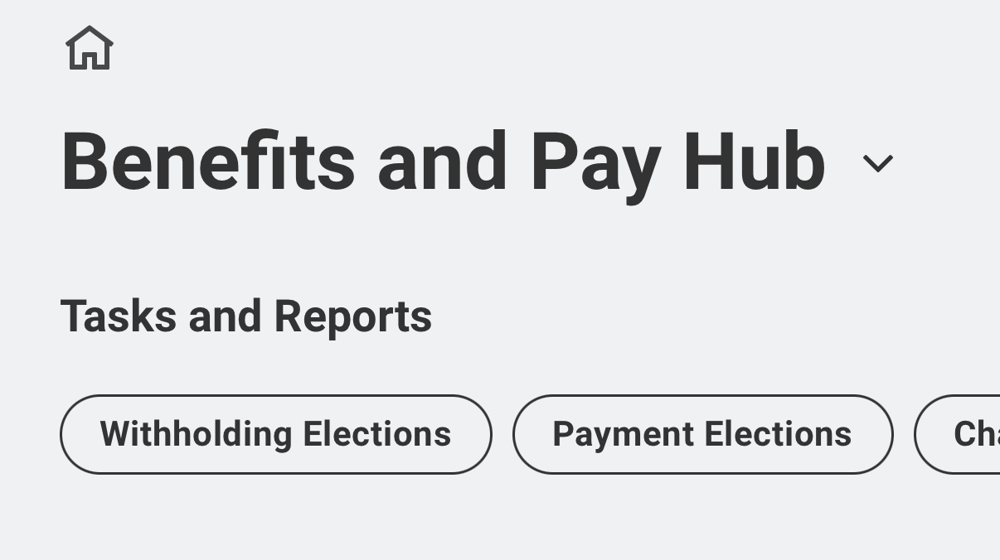 Benefits and Pay Hub
Tasks and Reports
Withholding Elections
Payment Elections